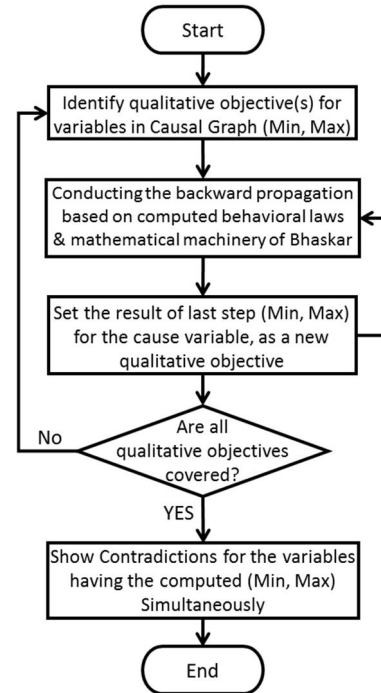 Start
Identify qualitative objective(s) for
variables in Causal Graph (Min, Max)
Conducting the backward propagation
based on computed behavioral laws
& mathematical machinery of Bhaskar
Set the result of last step (Min, Max)
for the cause variable, as a new
qualitative objective
Are all
qualitative objectives
covered?
No
YES
Show Contradictions for the variables
having the computed (Min, Max)
Simultaneously
End